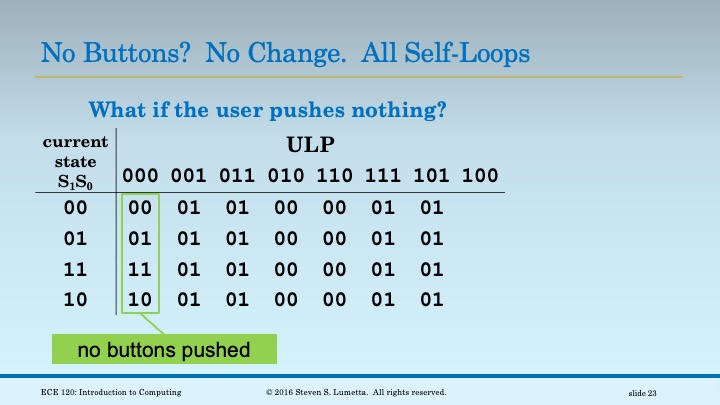 No Buttons? No Change. All Self-Loops
What if the user pushes nothing?
current
state
S₁S₀
ULP
000 001 011 010 110 111 101 100
00 00 01 01 00 00 01 01
01 01 01 01 00 00 01 01
11 11 01 01 00 00 01 01
10 10 01 01 00 00 01 01
no buttons pushed
ECE 120: Introduction to Computing © 2016 Steven S. Lumetta. All rights reserved. slide 23